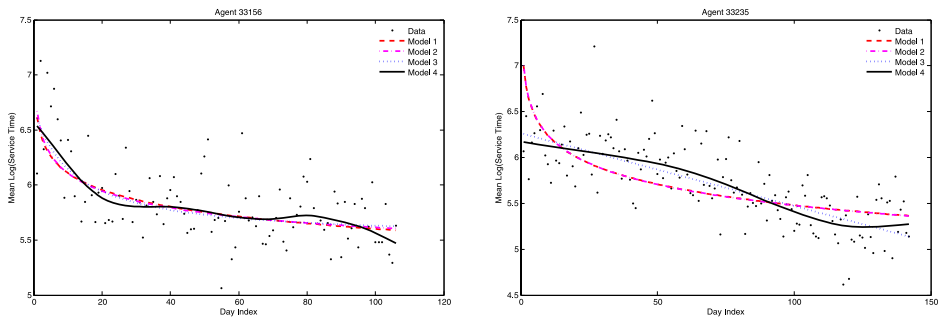 Agent 33156
Mean Log(Service Time)
7.5
7
6.5
6
5.5
5
0
20
40
60
80
100
120
Day Index
Data
Model 1
Model 2
Model 3
Model 4
Agent 33235
Mean Log(Service Time)
7.5
7
6.5
6
5.5
5
4.5
0
50
100
150
Day Index
Data
Model 1
Model 2
Model 3
Model 4